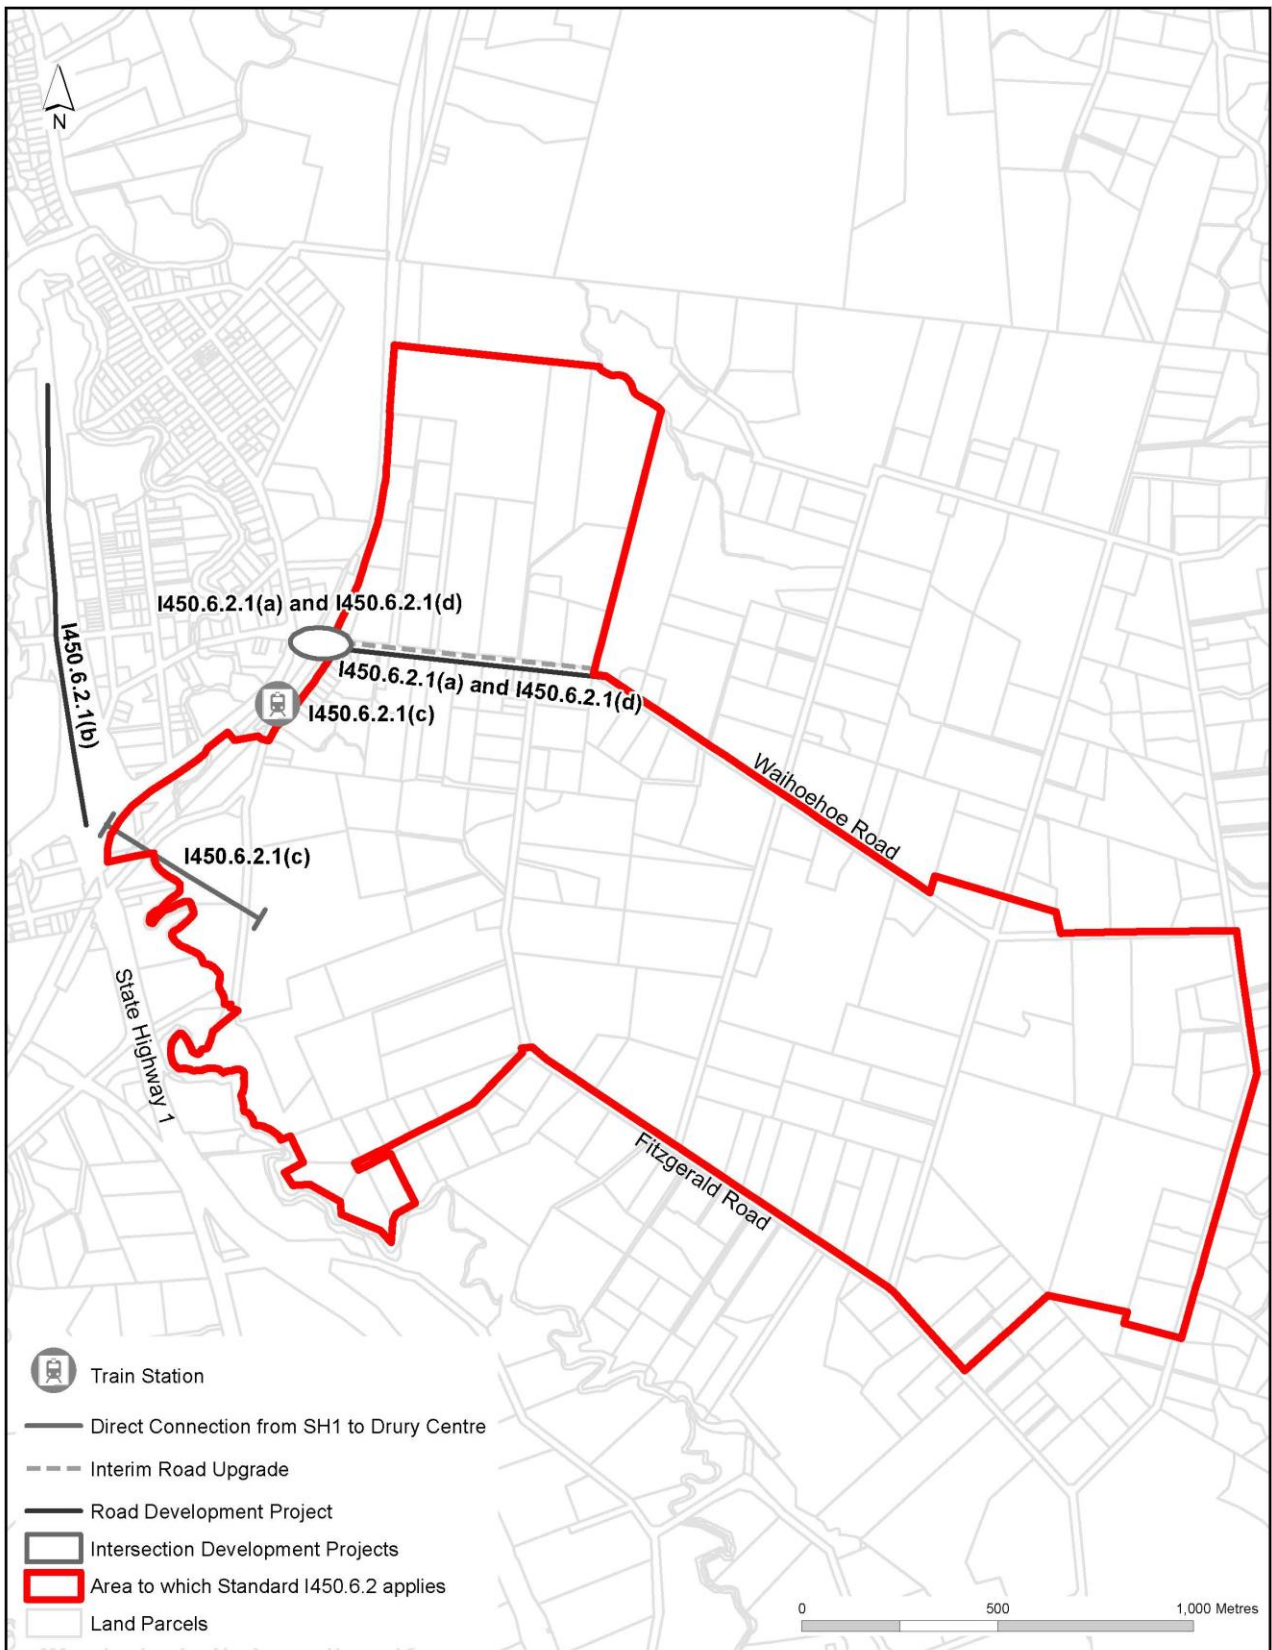 N
I450.6.2.1(a) and I450.6.2.1(d)
I450.6.2.1(a) and I450.6.2.1(d)
I450.6.2.1(b)
I450.6.2.1(c)
Waihoehoe Road
I450.6.2.1(c)
State Highway 1
Fitzgerald Road
Train Station
Direct Connection from SH1 to Drury Centre
Interim Road Upgrade
Road Development Project
Intersection Development Projects
Area to which Standard I450.6.2 applies
Land Parcels
0 500 1,000 Metres